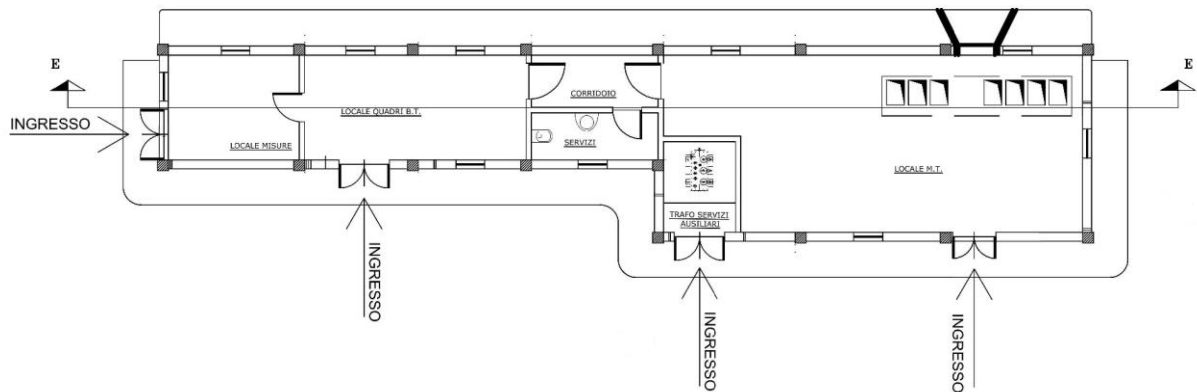 E
E
INGRESSO
LOCALE MISURE
LOCALE QUADRI B.T.
CORRIDOIO
SERVIZI
TRAFO SERVIZI
AUSILIARI
LOCALE M.T.
INGRESSO
INGRESSO
INGRESSO